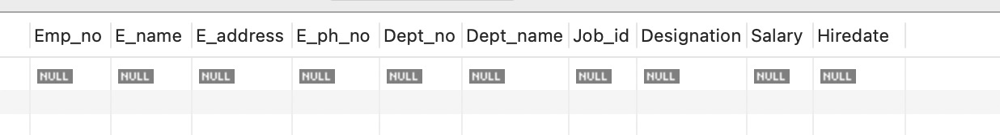 Emp_no E_name E_address E_ph_no Dept_no Dept_name Job_id Designation Salary Hiredate
NULL NULL NULL NULL NULL NULL NULL NULL NULL NULL